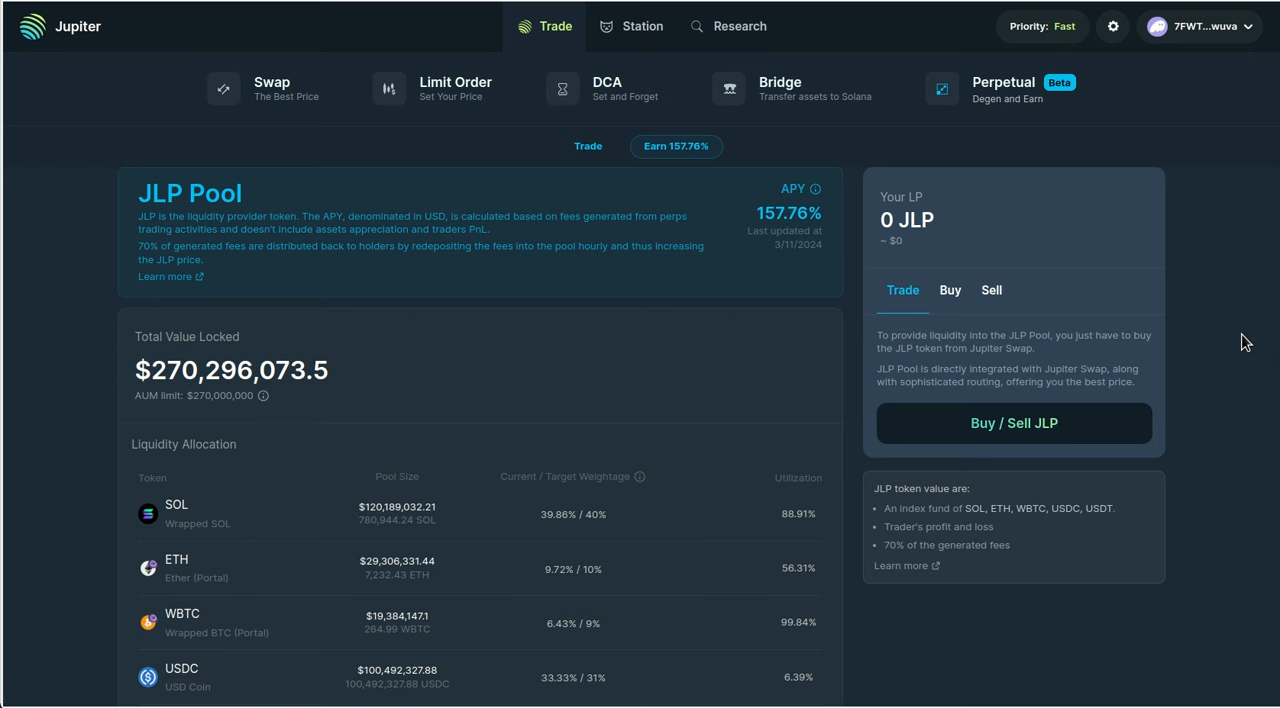 Jupiter
Trade
Station
Research
Priority: Fast
7FWT...wuva
Swap
The Best Price
Limit Order
Set Your Price
DCA
Set and Forget
Bridge
Transfer assets to Solana
Perpetual Beta
Degen and Earn
Trade
Earn 157.76%
JLP Pool
JLP is the liquidity provider token. The APY, denominated in USD, is calculated based on fees generated from perps
trading activities and doesn't include assets appreciation and traders PnL.
70% of generated fees are distributed back to holders by redepositing the fees into the pool hourly and thus increasing
the JLP price.
Learn more
APY
157.76%
Last updated at
3/11/2024
Total Value Locked
$270,296,073.5
AUM limit: $270,000,000
Liquidity Allocation
Token Pool Size Current / Target Weightage Utilization
SOL
Wrapped SOL
$120,189,032.21
780,944.24 SOL
39.86% / 40%
88.91%
ETH
Ether (Portal)
$29,306,331.44
7,232.43 ETH
9.72% / 10%
56.31%
WBTC
Wrapped BTC (Portal)
$19,384,147.1
264.99 WBTC
6.43% / 9%
99.84%
USDC
USD Coin
$100,492,327.88
100,492,327.88 USDC
33.33% / 31%
6.39%
Your LP
0 JLP
~ $0
Trade Buy Sell
To provide liquidity into the JLP Pool, you just have to buy
the JLP token from Jupiter Swap.
JLP Pool is directly integrated with Jupiter Swap, along
with sophisticated routing, offering you the best price.
Buy / Sell JLP
JLP token value are:
• An index fund of SOL, ETH, WBTC, USDC, USDT.
• Trader's profit and loss
• 70% of the generated fees
Learn more